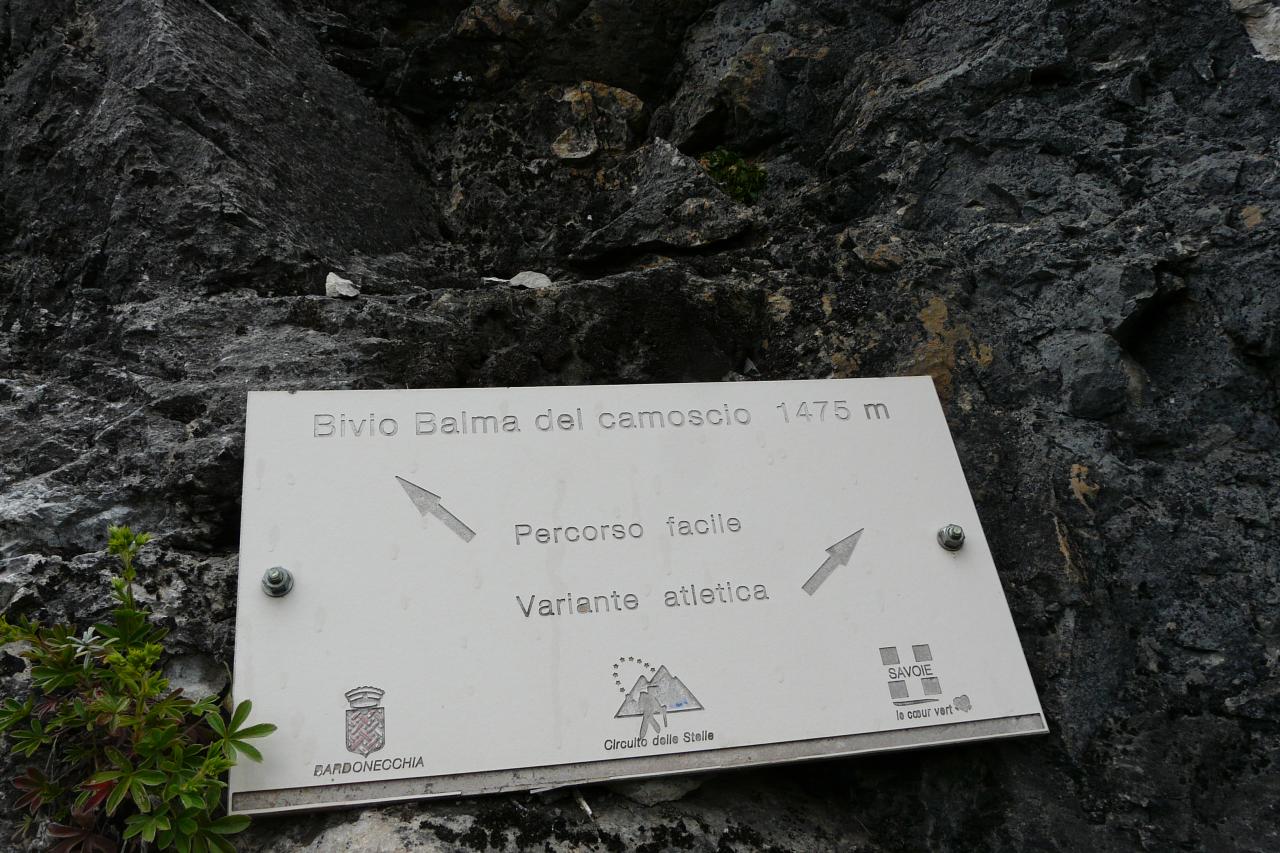 Bivio Balma del camoscio 1475 m
Percorso facile
Variante atletica
BARDONECCHIA
Circuito delle Stelle
SAVOIE
le cœur vert